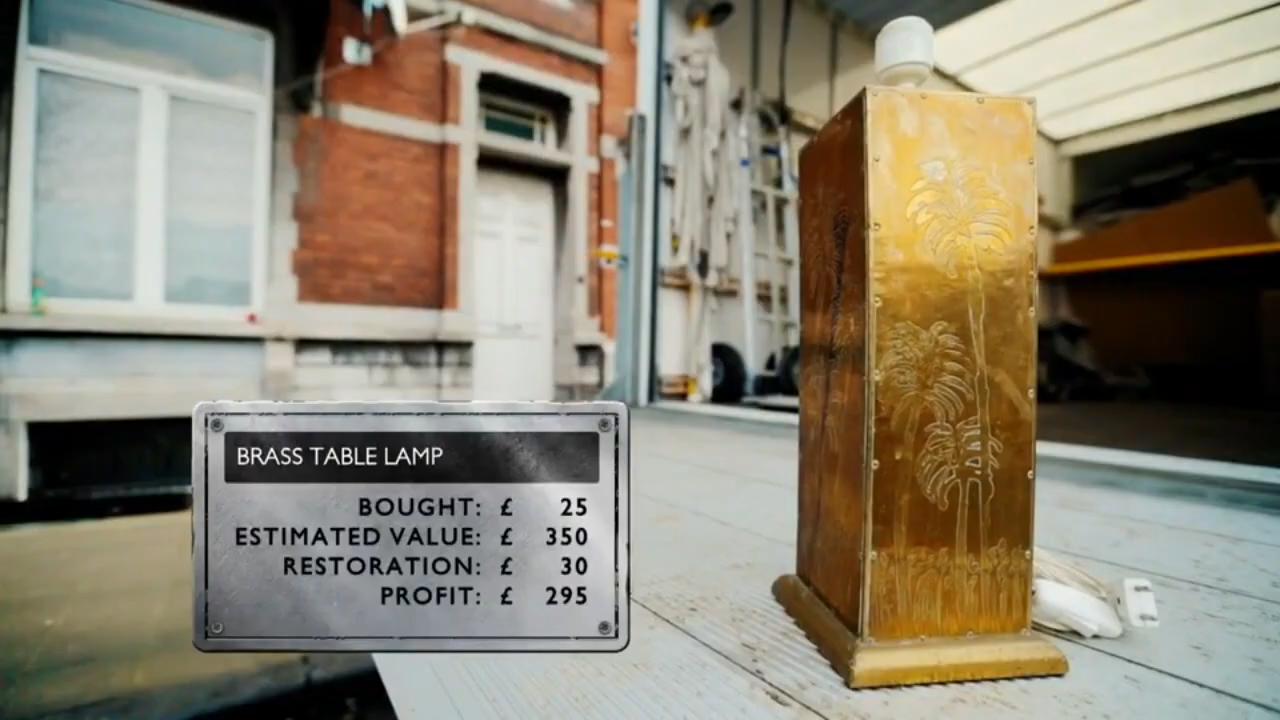 BRASS TABLE LAMP
BOUGHT: £ 25
ESTIMATED VALUE: £ 350
RESTORATION: £ 30
PROFIT: £ 295